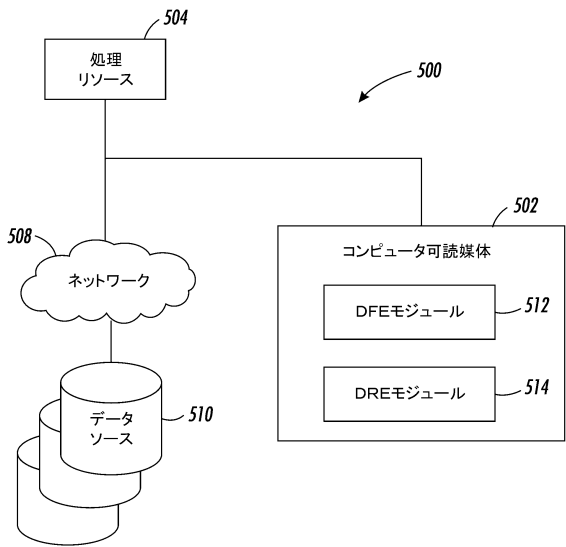 504
処理
リソース
500
508
ネットワーク
502
コンピュータ可読媒体
DFEモジュール
512
DREモジュール
514
データ
ソース
510